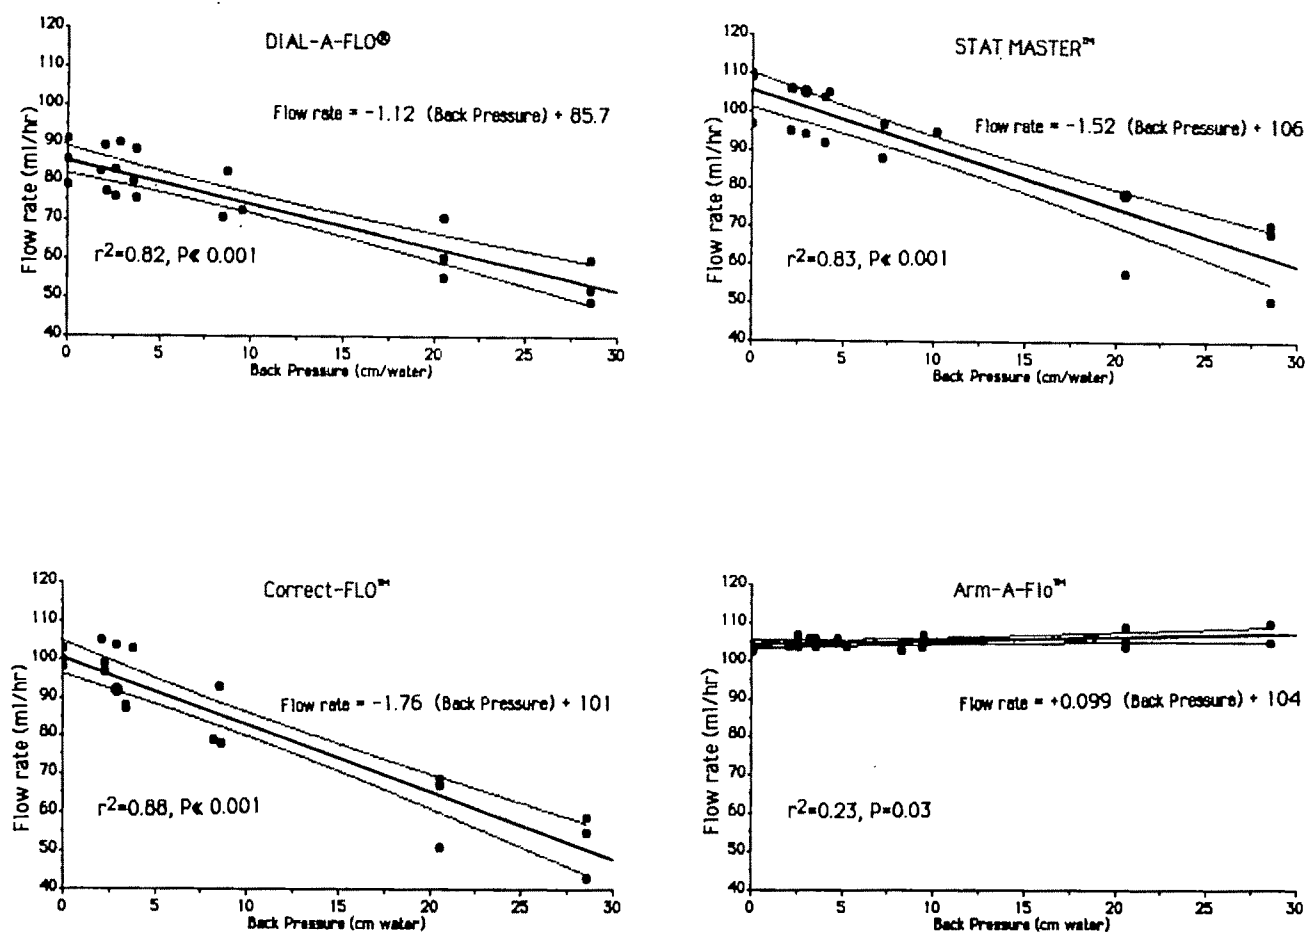 DIAL-A-FLO®
Flow rate = -1.12 (Back Pressure) + 85.7
r²=0.82, P≪ 0.001
Flow rate (ml/hr)
120
110
100
90
80
70
60
50
40
0 5 10 15 20 25 30
Back Pressure (cm/water)
STAT MASTER™
Flow rate = -1.52 (Back Pressure) + 106
r²=0.83, P≪ 0.001
Flow rate (ml/hr)
120
110
100
90
80
70
60
50
40
0 5 10 15 20 25 30
Back Pressure (cm/water)
Correct-FLO™
Flow rate = -1.76 (Back Pressure) + 101
r²=0.88, P≪ 0.001
Flow rate (ml/hr)
120
110
100
90
80
70
60
50
40
0 5 10 15 20 25 30
Back Pressure (cm water)
Arm-A-Flo™
Flow rate = +0.099 (Back Pressure) + 104
r²=0.23, P=0.03
Flow rate (ml/hr)
120
110
100
90
80
70
60
50
40
0 5 10 15 20 25 30
Back Pressure (cm water)